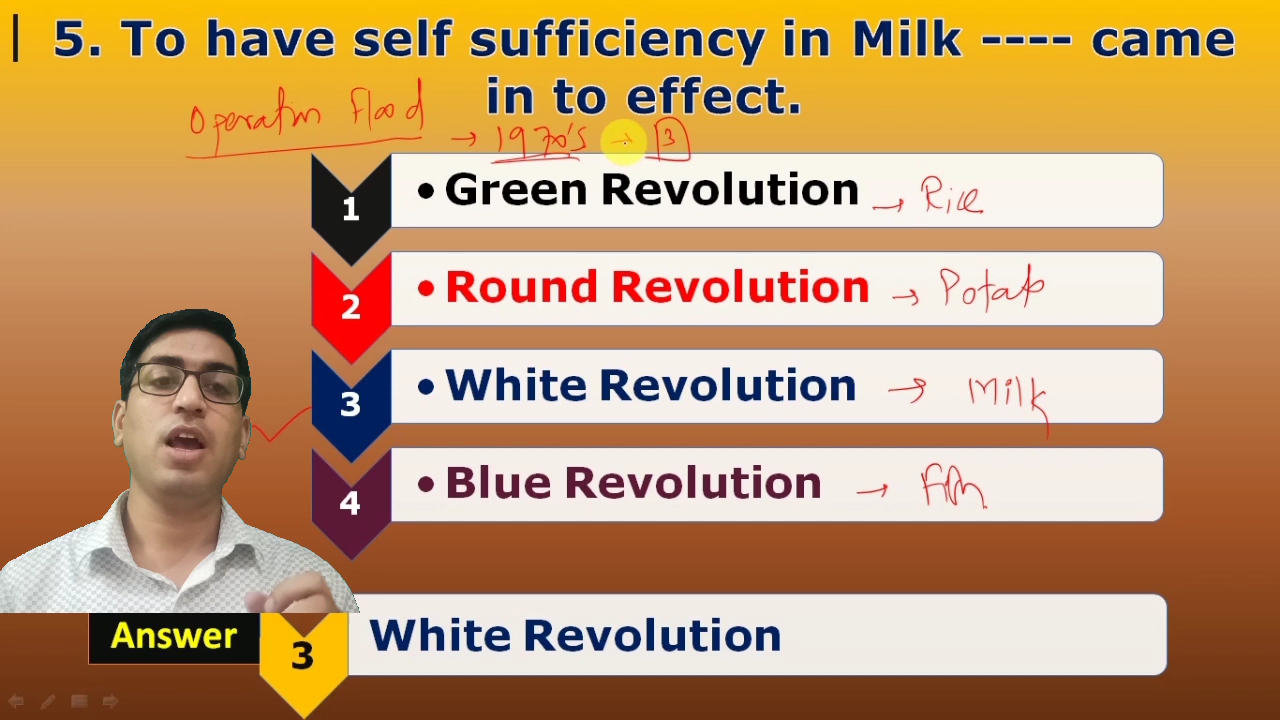 5. To have self sufficiency in Milk ---- came
in to effect.
Operation Flood → 1970's → 3
1 • Green Revolution → Rice
2 • Round Revolution → Potato
3 • White Revolution → Milk
4 • Blue Revolution → Fish
Answer 3 White Revolution